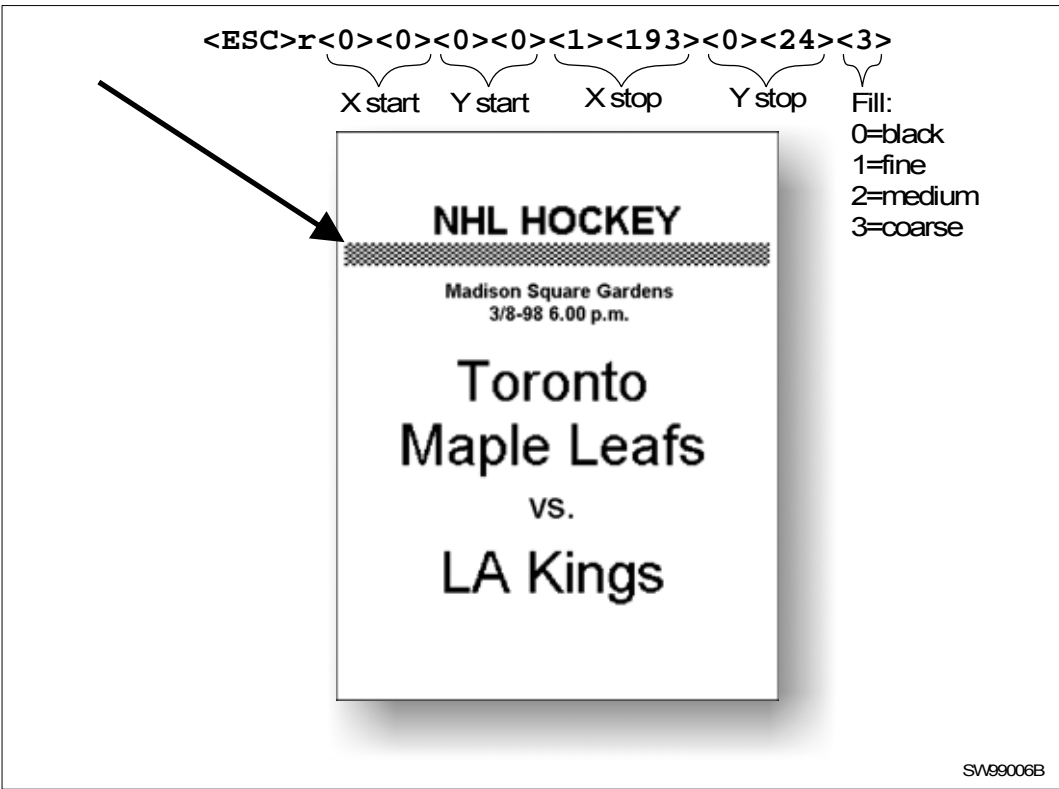 <ESC>r<0><0><0><0><1><193><0><24><3>
X start Y start X stop Y stop Fill:
0=black
1=fine
2=medium
3=coarse
NHL HOCKEY
Madison Square Gardens
3/8-98 6.00 p.m.
Toronto
Maple Leafs
vs.
LA Kings
SW99006B